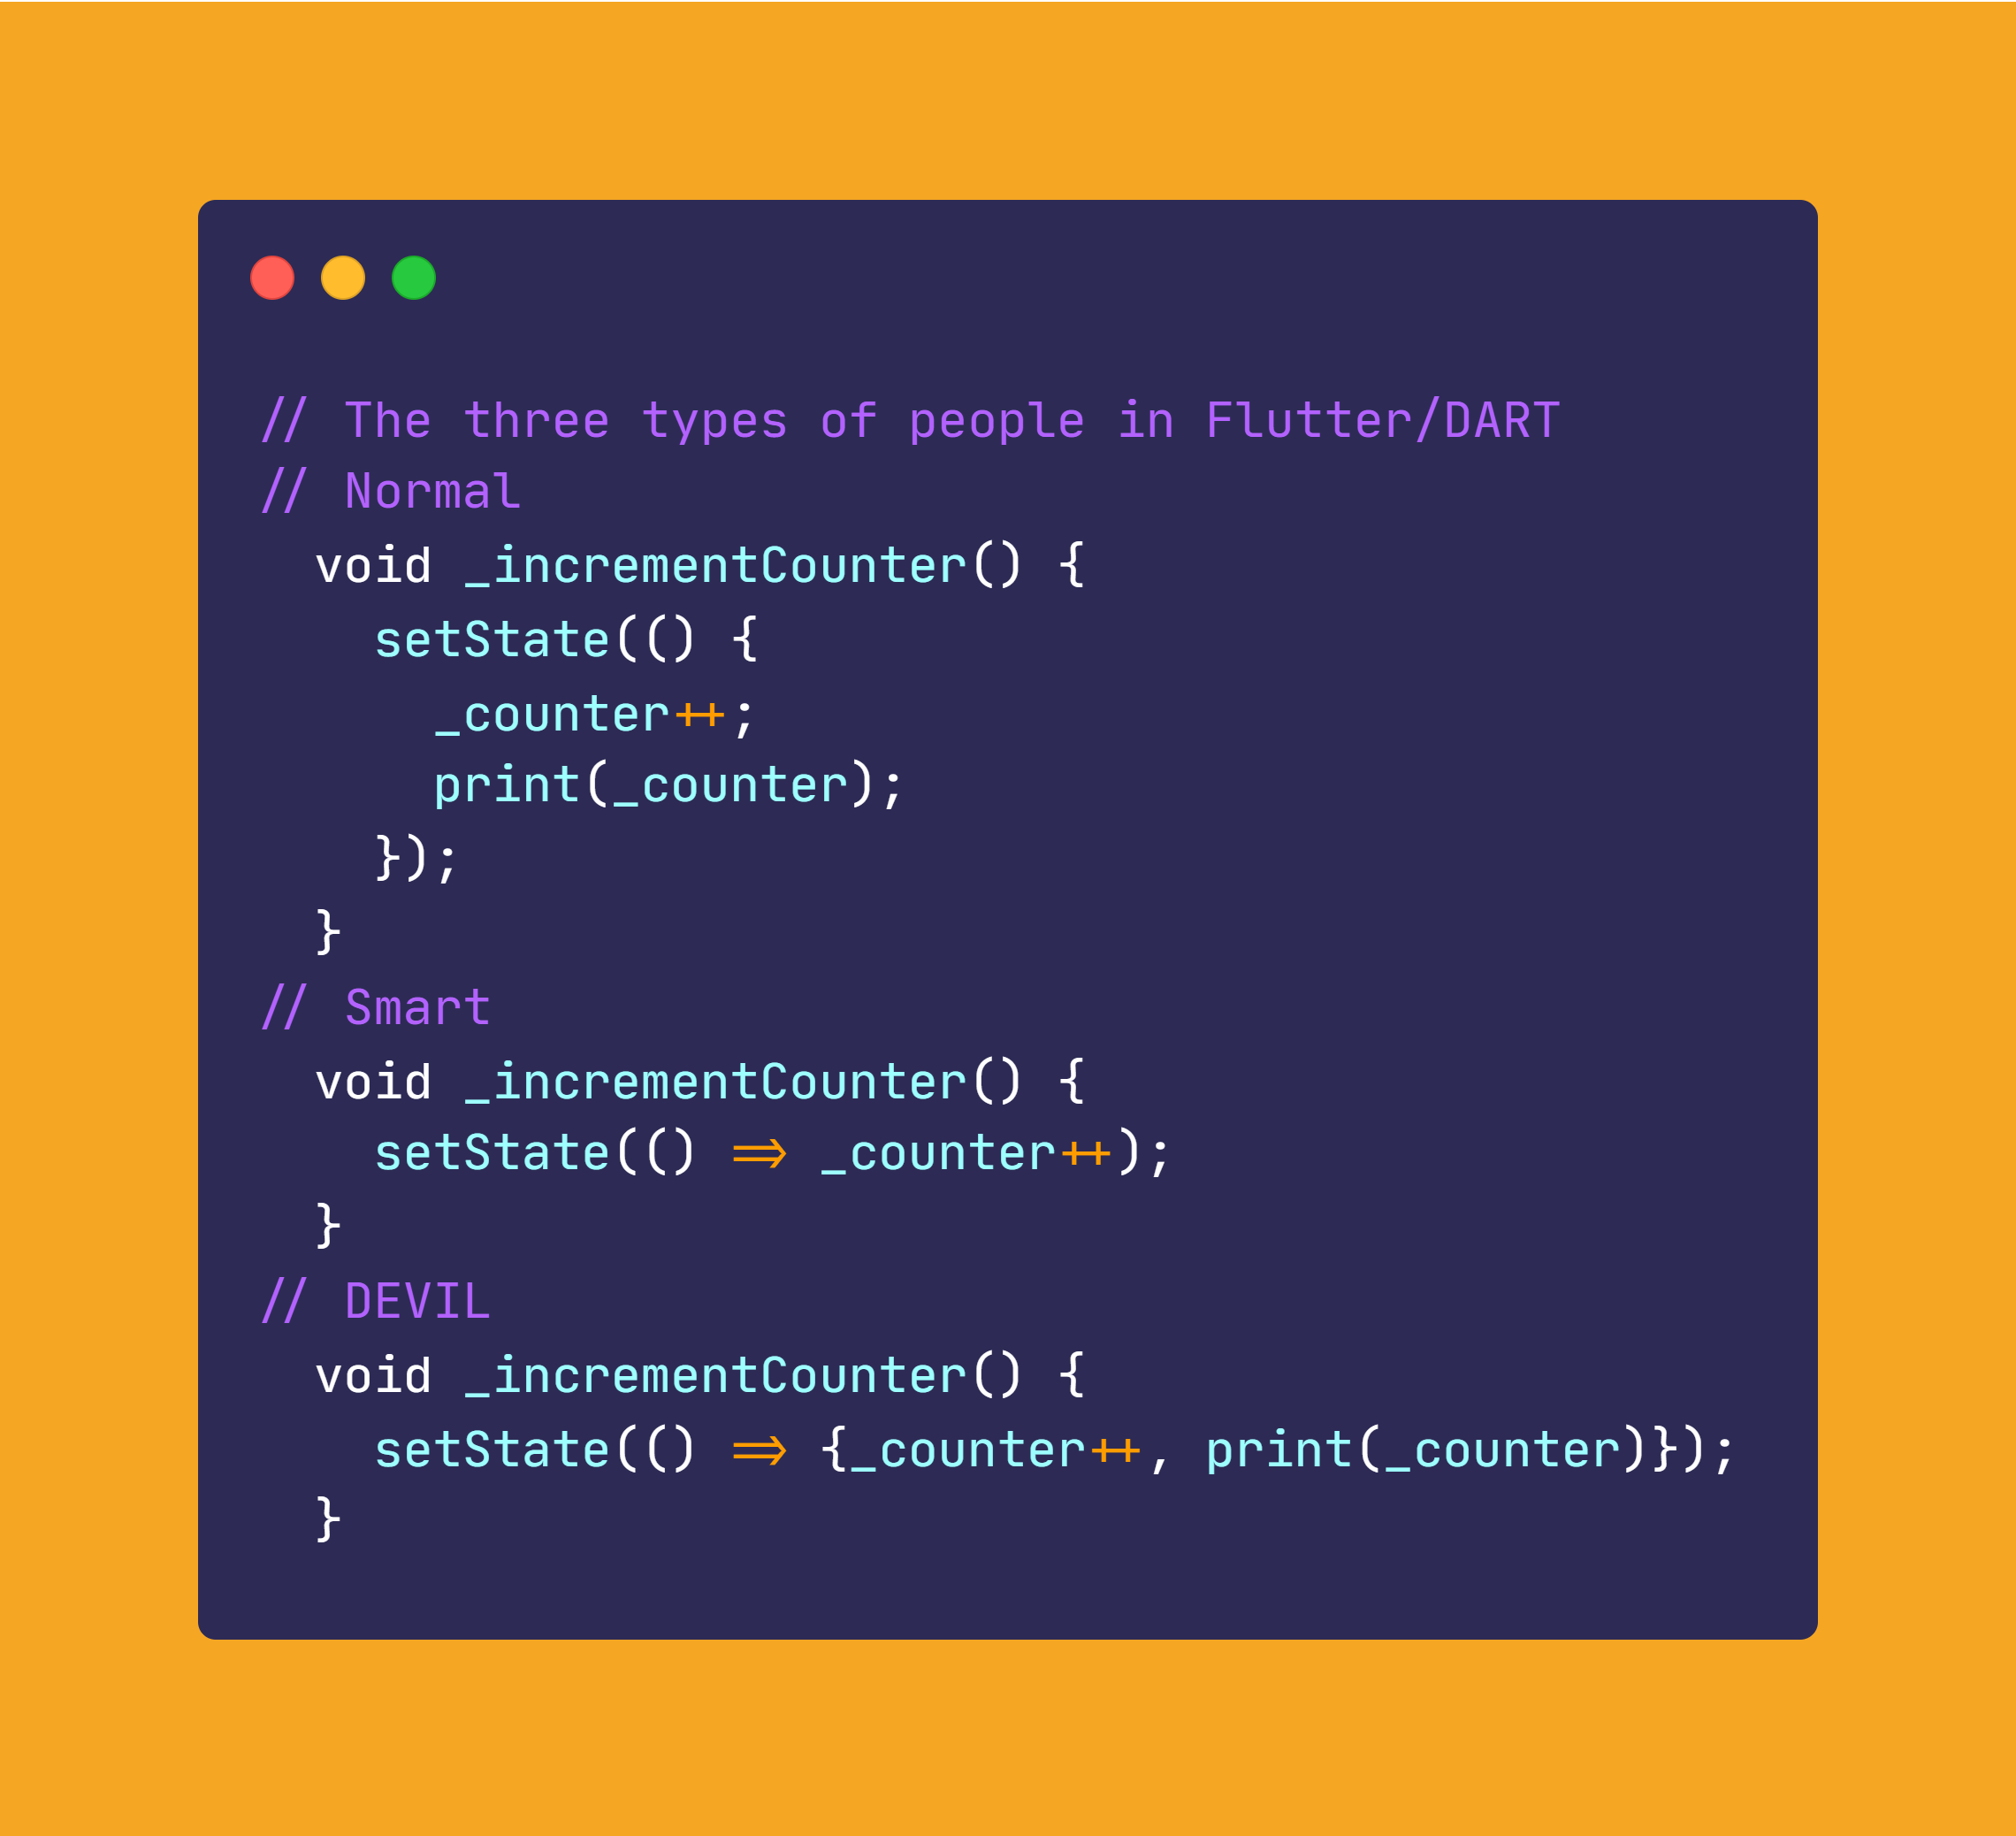 // The three types of people in Flutter/DART
// Normal
  void _incrementCounter() {
    setState(() {
      _counter++;
      print(_counter);
    });
  }
// Smart
  void _incrementCounter() {
    setState(() => _counter++);
  }
// DEVIL
  void _incrementCounter() {
    setState(() => {_counter++, print(_counter)});
  }